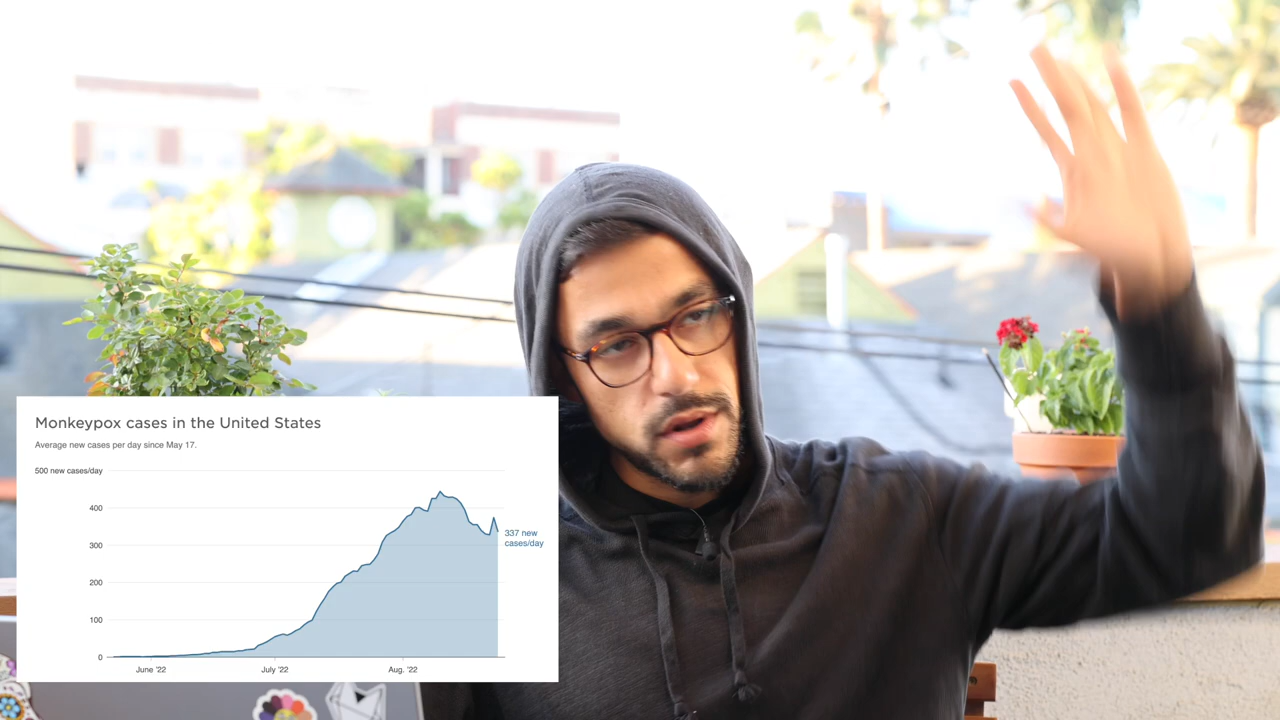 Monkeypox cases in the United States
Average new cases per day since May 17.
500 new cases/day
400
300
200
100
0
337 new
cases/day
June '22
July '22
Aug. '22